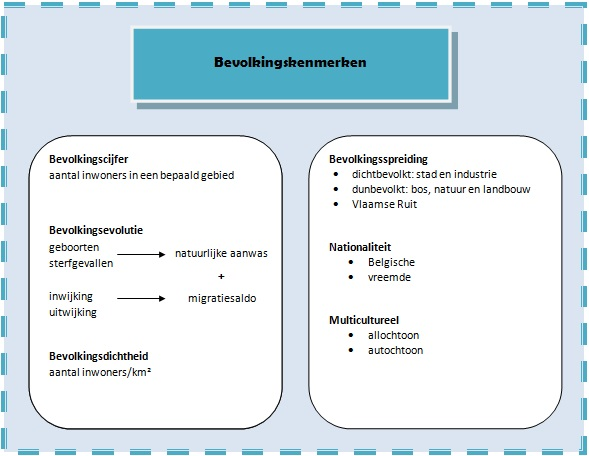 Bevolkingskenmerken
Bevolkingscijfer
aantal inwoners in een bepaald gebied
Bevolkingsevolutie
geboorten
sterfgevallen
natuurlijke aanwas
+
inwijking
uitwijking
migratiesaldo
Bevolkingsdichtheid
aantal inwoners/km²
Bevolkingsspreiding
• dichtbevolkt: stad en industrie
• dunbevolkt: bos, natuur en landbouw
• Vlaamse Ruit
Nationaliteit
• Belgische
• vreemde
Multicultureel
• allochtoon
• autochtoon